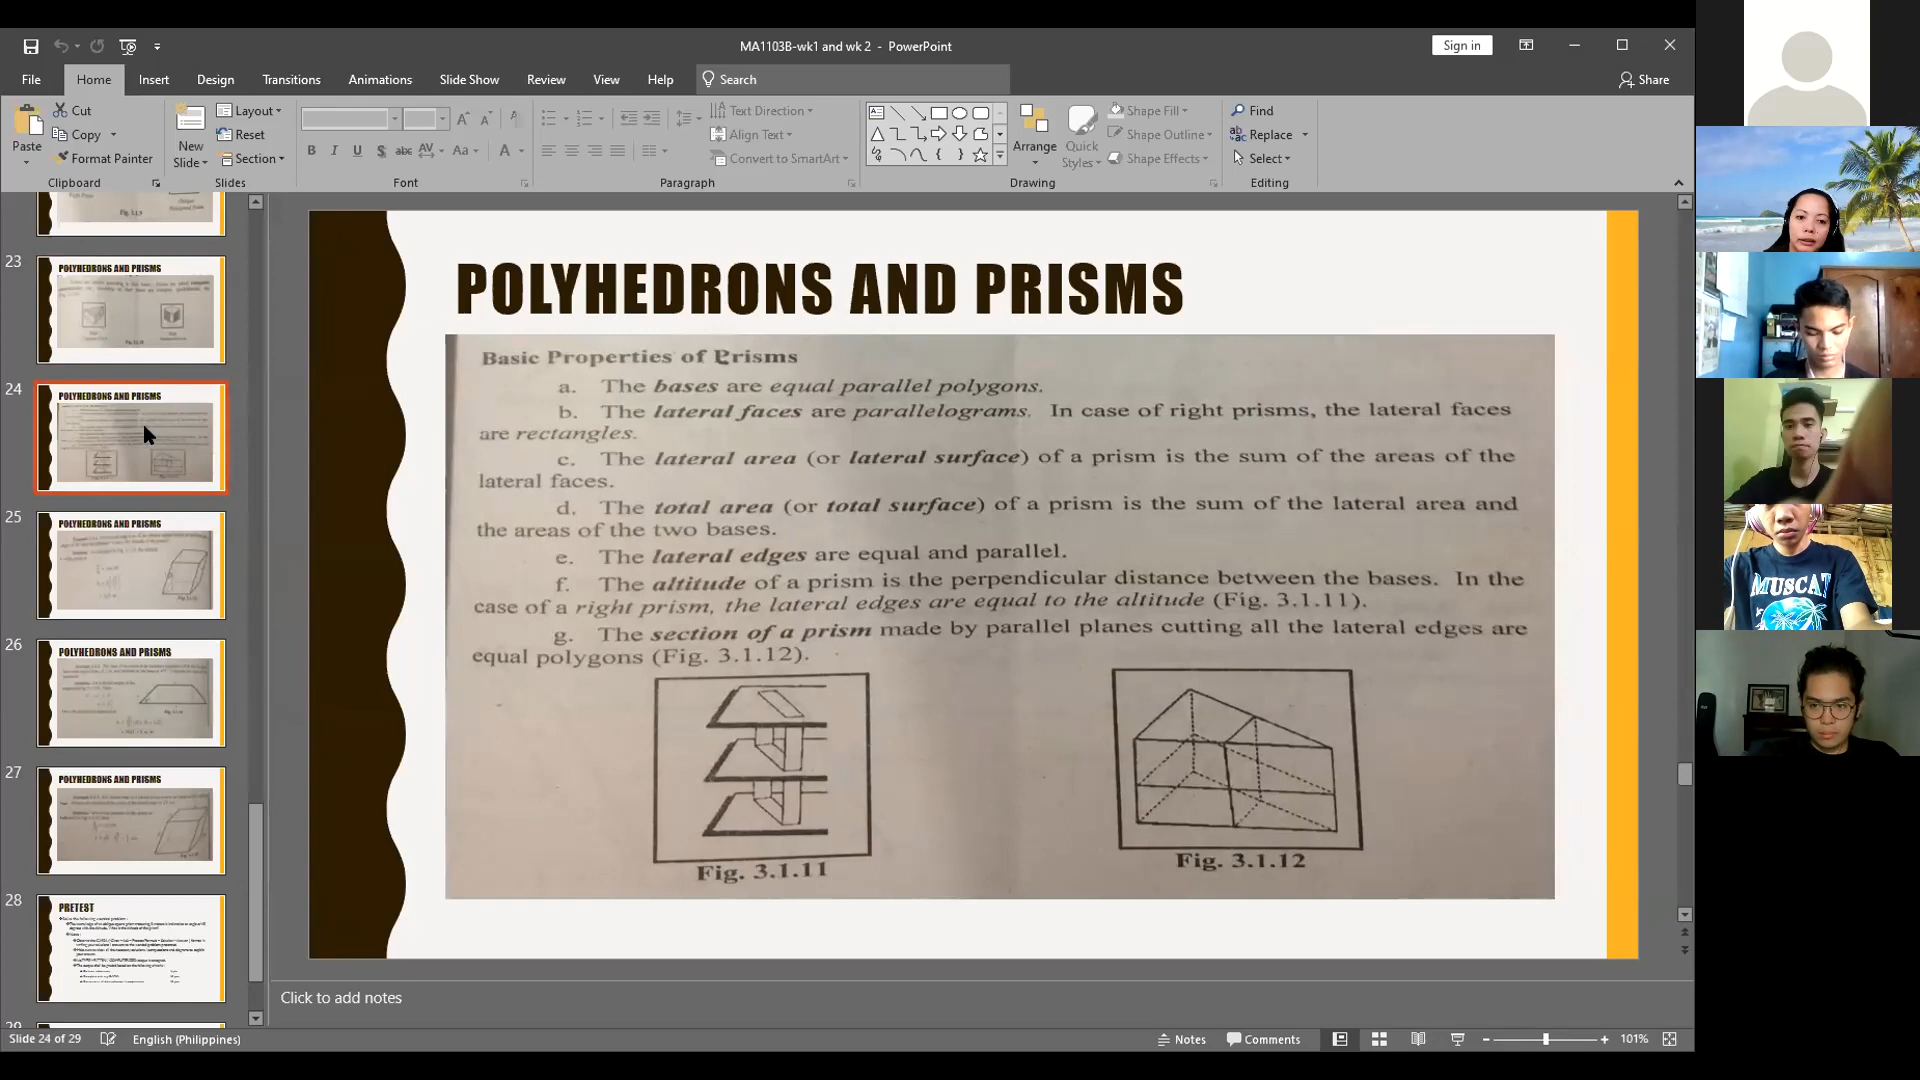 MA1103B-wk1 and wk 2 - PowerPoint
Sign in
File Home Insert Design Transitions Animations Slide Show Review View Help Search Share
Paste
Cut
Copy
Format Painter
Clipboard
New Slide
Layout
Reset
Section
Slides
B I U S abc AV Aa A
Font
Text Direction
Align Text
Convert to SmartArt
Paragraph
Arrange
Quick Styles
Shape Fill
Shape Outline
Shape Effects
Drawing
Find
Replace
Select
Editing
23
POLYHEDRONS AND PRISMS
24
POLYHEDRONS AND PRISMS
25
POLYHEDRONS AND PRISMS
26
POLYHEDRONS AND PRISMS
27
POLYHEDRONS AND PRISMS
28
PRETEST
29
POLYHEDRONS AND PRISMS
Basic Properties of Prisms
a. The bases are equal parallel polygons.
b. The lateral faces are parallelograms. In case of right prisms, the lateral faces
are rectangles.
c. The lateral area (or lateral surface) of a prism is the sum of the areas of the
lateral faces.
d. The total area (or total surface) of a prism is the sum of the lateral area and
the areas of the two bases.
e. The lateral edges are equal and parallel.
f. The altitude of a prism is the perpendicular distance between the bases. In the
case of a right prism, the lateral edges are equal to the altitude (Fig. 3.1.11).
g. The section of a prism made by parallel planes cutting all the lateral edges are
equal polygons (Fig. 3.1.12).
Fig. 3.1.11
Fig. 3.1.12
Click to add notes
Slide 24 of 29 English (Philippines) Notes Comments 101%
MUSCAT